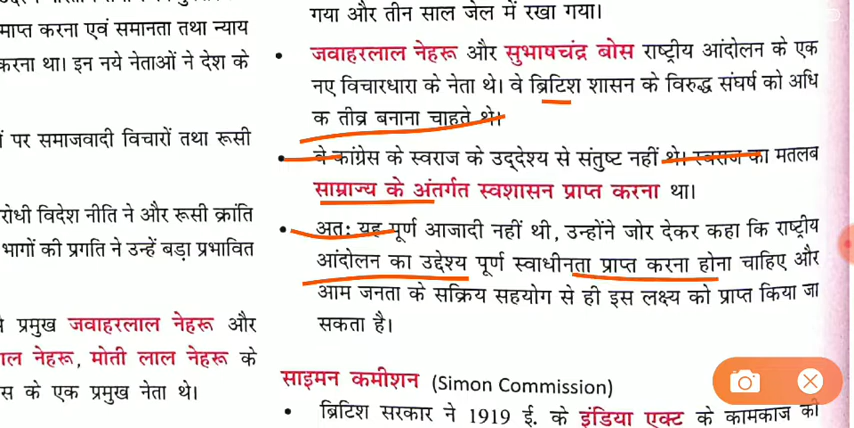 माप्त करना एवं समानता तथा न्याय
करना था। इन नये नेताओं ने देश के
पर समाजवादी विचारों तथा रूसी
रोधी विदेश नीति ने और रूसी क्रांति
भागों की प्रगति ने उन्हें बड़ा प्रभावित
प्रमुख जवाहरलाल नेहरू और
ाल नेहरू, मोती लाल नेहरू के
स के एक प्रमुख नेता थे।
गया और तीन साल जेल में रखा गया।
• जवाहरलाल नेहरू और सुभाषचंद्र बोस राष्ट्रीय आंदोलन के एक
नए विचारधारा के नेता थे। वे ब्रिटिश शासन के विरुद्ध संघर्ष को अधि
क तीव्र बनाना चाहते थे।
• वे कांग्रेस के स्वराज के उद्देश्य से संतुष्ट नहीं थे। स्वराज का मतलब
साम्राज्य के अंतर्गत स्वशासन प्राप्त करना था।
• अतः यह पूर्ण आजादी नहीं थी, उन्होंने जोर देकर कहा कि राष्ट्रीय
आंदोलन का उद्देश्य पूर्ण स्वाधीनता प्राप्त करना होना चाहिए और
आम जनता के सक्रिय सहयोग से ही इस लक्ष्य को प्राप्त किया जा
सकता है।
साइमन कमीशन (Simon Commission)
• ब्रिटिश सरकार ने 1919 ई. के इंडिया एक्ट के कामकाज की